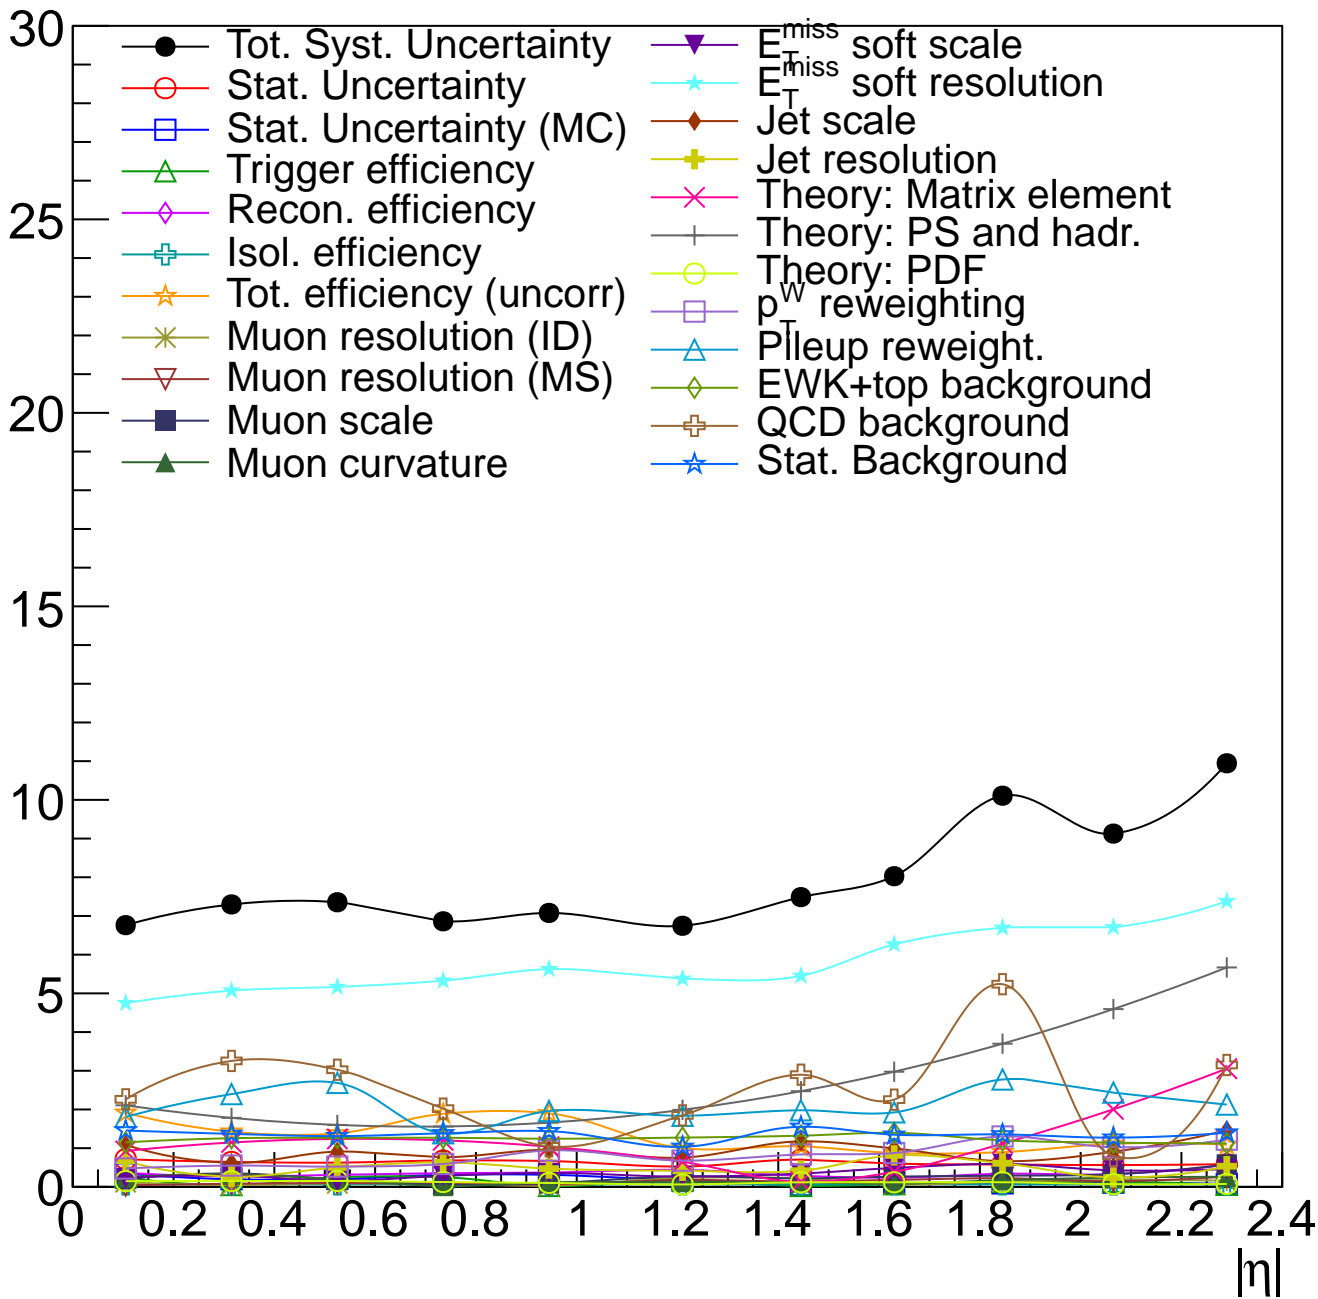 30
25
20
15
10
5
0
Tot. Syst. Uncertainty
Stat. Uncertainty
Stat. Uncertainty (MC)
Trigger efficiency
Recon. efficiency
Isol. efficiency
Tot. efficiency (uncorr)
Muon resolution (ID)
Muon resolution (MS)
Muon scale
Muon curvature
E_T^miss soft scale
E_T^miss soft resolution
Jet scale
Jet resolution
Theory: Matrix element
Theory: PS and hadr.
Theory: PDF
p_T^W reweighting
Pileup reweight.
EWK+top background
QCD background
Stat. Background
0 0.2 0.4 0.6 0.8 1 1.2 1.4 1.6 1.8 2 2.2 2.4
|η|